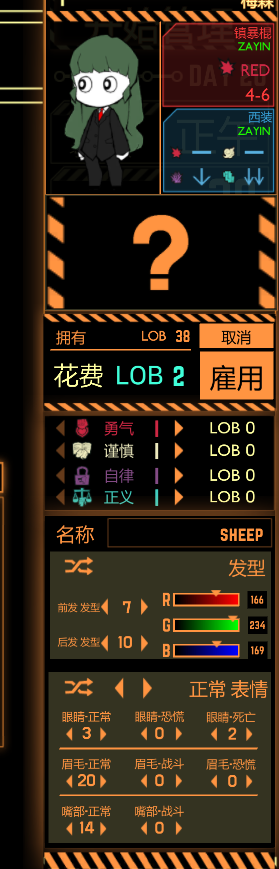 梅森
镇暴棍
ZAYIN
RED
4-6
DAY
西装
ZAYIN
?
拥有 LOB 38 取消
花费 LOB 2 雇用
勇气 I LOB 0
谨慎 I LOB 0
自律 I LOB 0
正义 I LOB 0
名称 SHEEP
发型
前发 发型 7
后发 发型 10
R 166
G 234
B 169
正常 表情
眼睛-正常 眼睛-恐慌 眼睛-死亡
3 0 2
眉毛-正常 眉毛-战斗 眉毛-恐慌
20 0 0
嘴部-正常 嘴部-战斗
14 0